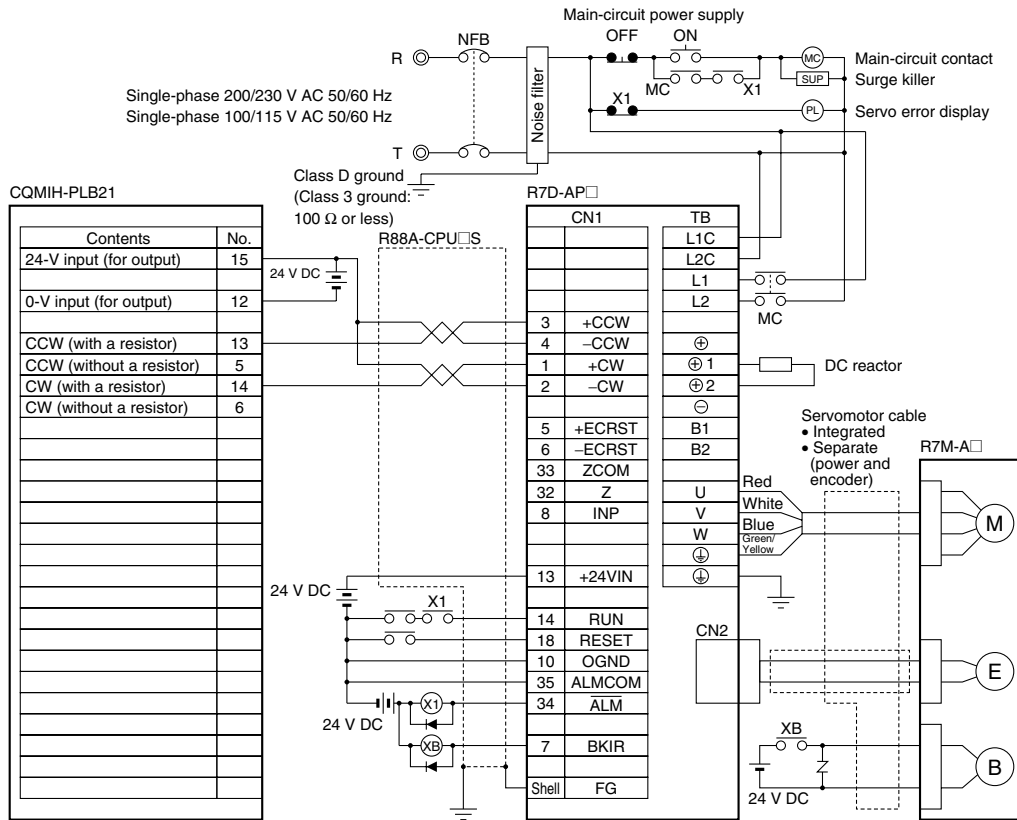 Main-circuit power supply
OFF ON
NFB
R
MC Main-circuit contact
MC X1
SUP Surge killer
Noise filter
Single-phase 200/230 V AC 50/60 Hz
Single-phase 100/115 V AC 50/60 Hz
X1
PL Servo error display
T
Class D ground
(Class 3 ground:
100 Ω or less)
CQMIH-PLB21
R7D-AP□
R88A-CPU□S
Contents No.
24-V input (for output) 15
0-V input (for output) 12
CCW (with a resistor) 13
CCW (without a resistor) 5
CW (with a resistor) 14
CW (without a resistor) 6
24 V DC
CN1 TB
L1C
L2C
L1
L2
MC
3 +CCW
4 −CCW ⊕
1 +CW ⊕ 1
2 −CW ⊕ 2
⊖
DC reactor
5 +ECRST B1
6 −ECRST B2
33 ZCOM
32 Z U
8 INP V
W
Servomotor cable
• Integrated
• Separate
(power and
encoder)
R7M-A□
Red
White
Blue
Green/
Yellow
M
24 V DC
13 +24VIN
X1
14 RUN
18 RESET
10 OGND
35 ALMCOM
X1
34 ALM
24 V DC
XB
7 BKIR
Shell FG
CN2
E
XB
24 V DC
B